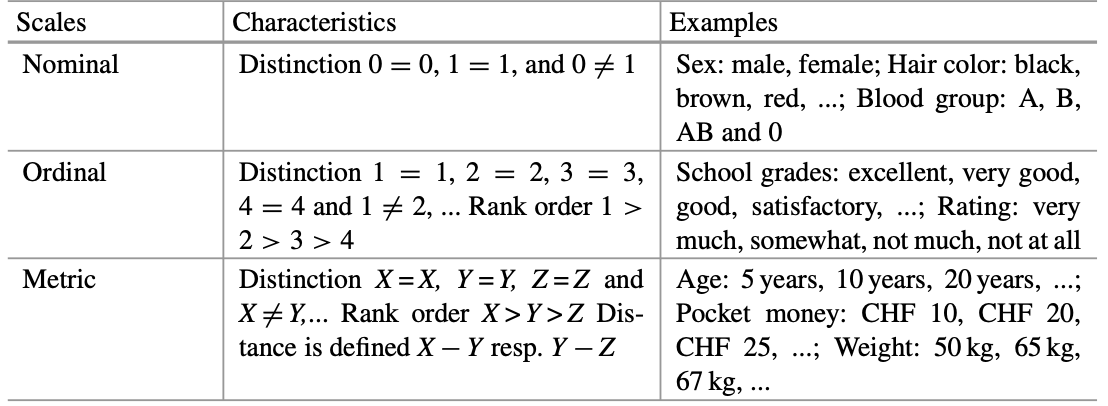 Scales Characteristics Examples
Nominal Distinction 0 = 0, 1 = 1, and 0 ≠ 1 Sex: male, female; Hair color: black,
brown, red, ...; Blood group: A, B,
AB and 0
Ordinal Distinction 1 = 1, 2 = 2, 3 = 3, School grades: excellent, very good,
4 = 4 and 1 ≠ 2, ... Rank order 1 > good, satisfactory, ...; Rating: very
2 > 3 > 4 much, somewhat, not much, not at all
Metric Distinction X = X, Y = Y, Z = Z and Age: 5 years, 10 years, 20 years, ...;
X ≠ Y,... Rank order X > Y > Z Dis- Pocket money: CHF 10, CHF 20,
tance is defined X − Y resp. Y − Z CHF 25, ...; Weight: 50 kg, 65 kg,
67 kg, ...